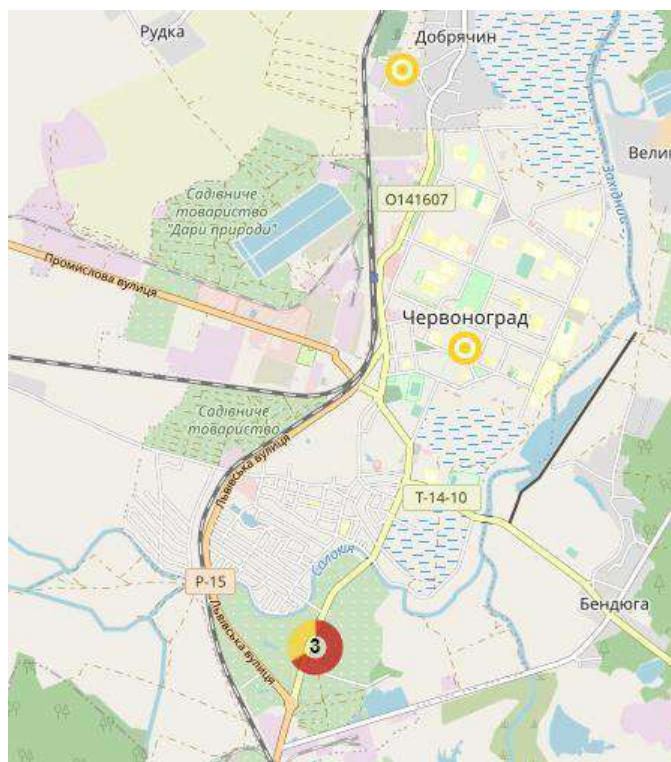 Рудка
Добрячин
Вели
Західний
О141607
Садівниче
товариство
"Дари природи"
Промислова вулиця
Червоноград
Садівниче
товариство
Львівська вулиця
Т-14-10
Солокія
Р-15
Бендюга
Львівська вулиця
3